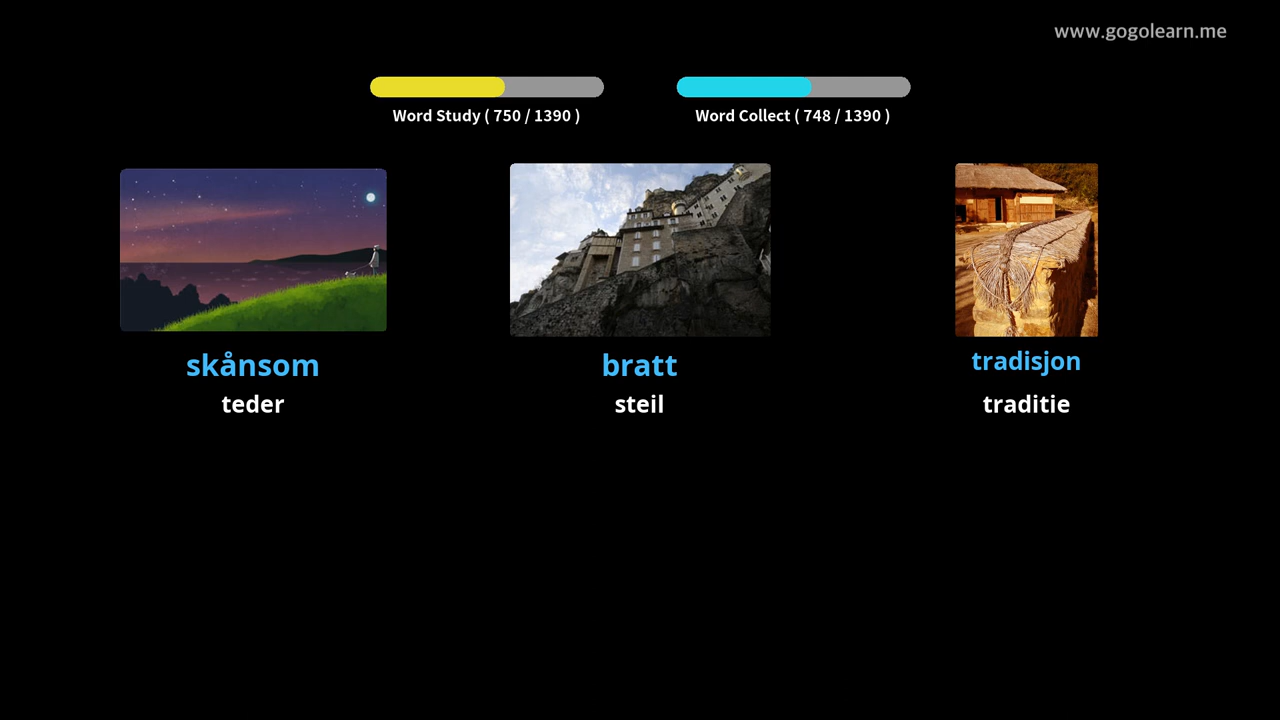 www.gogolearn.me
Word Study ( 750 / 1390 )
Word Collect ( 748 / 1390 )
skånsom
bratt
tradisjon
teder
steil
traditie